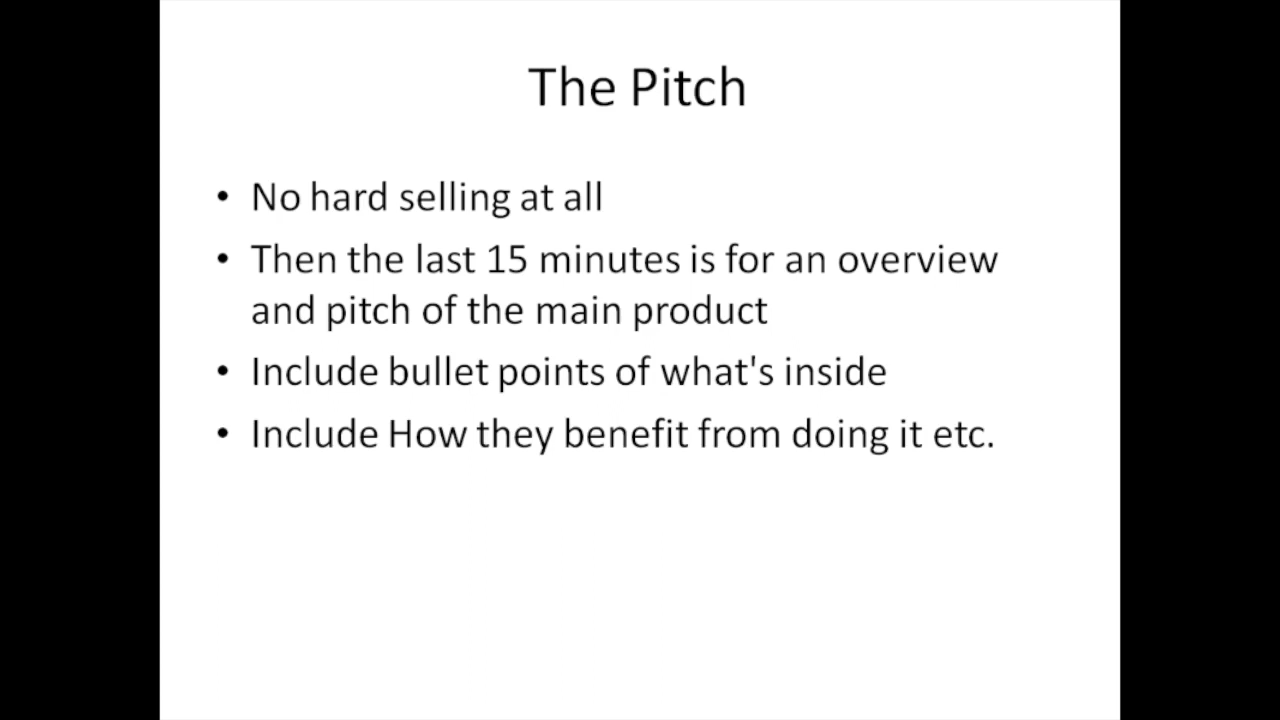 The Pitch
• No hard selling at all
• Then the last 15 minutes is for an overview
and pitch of the main product
• Include bullet points of what's inside
• Include How they benefit from doing it etc.